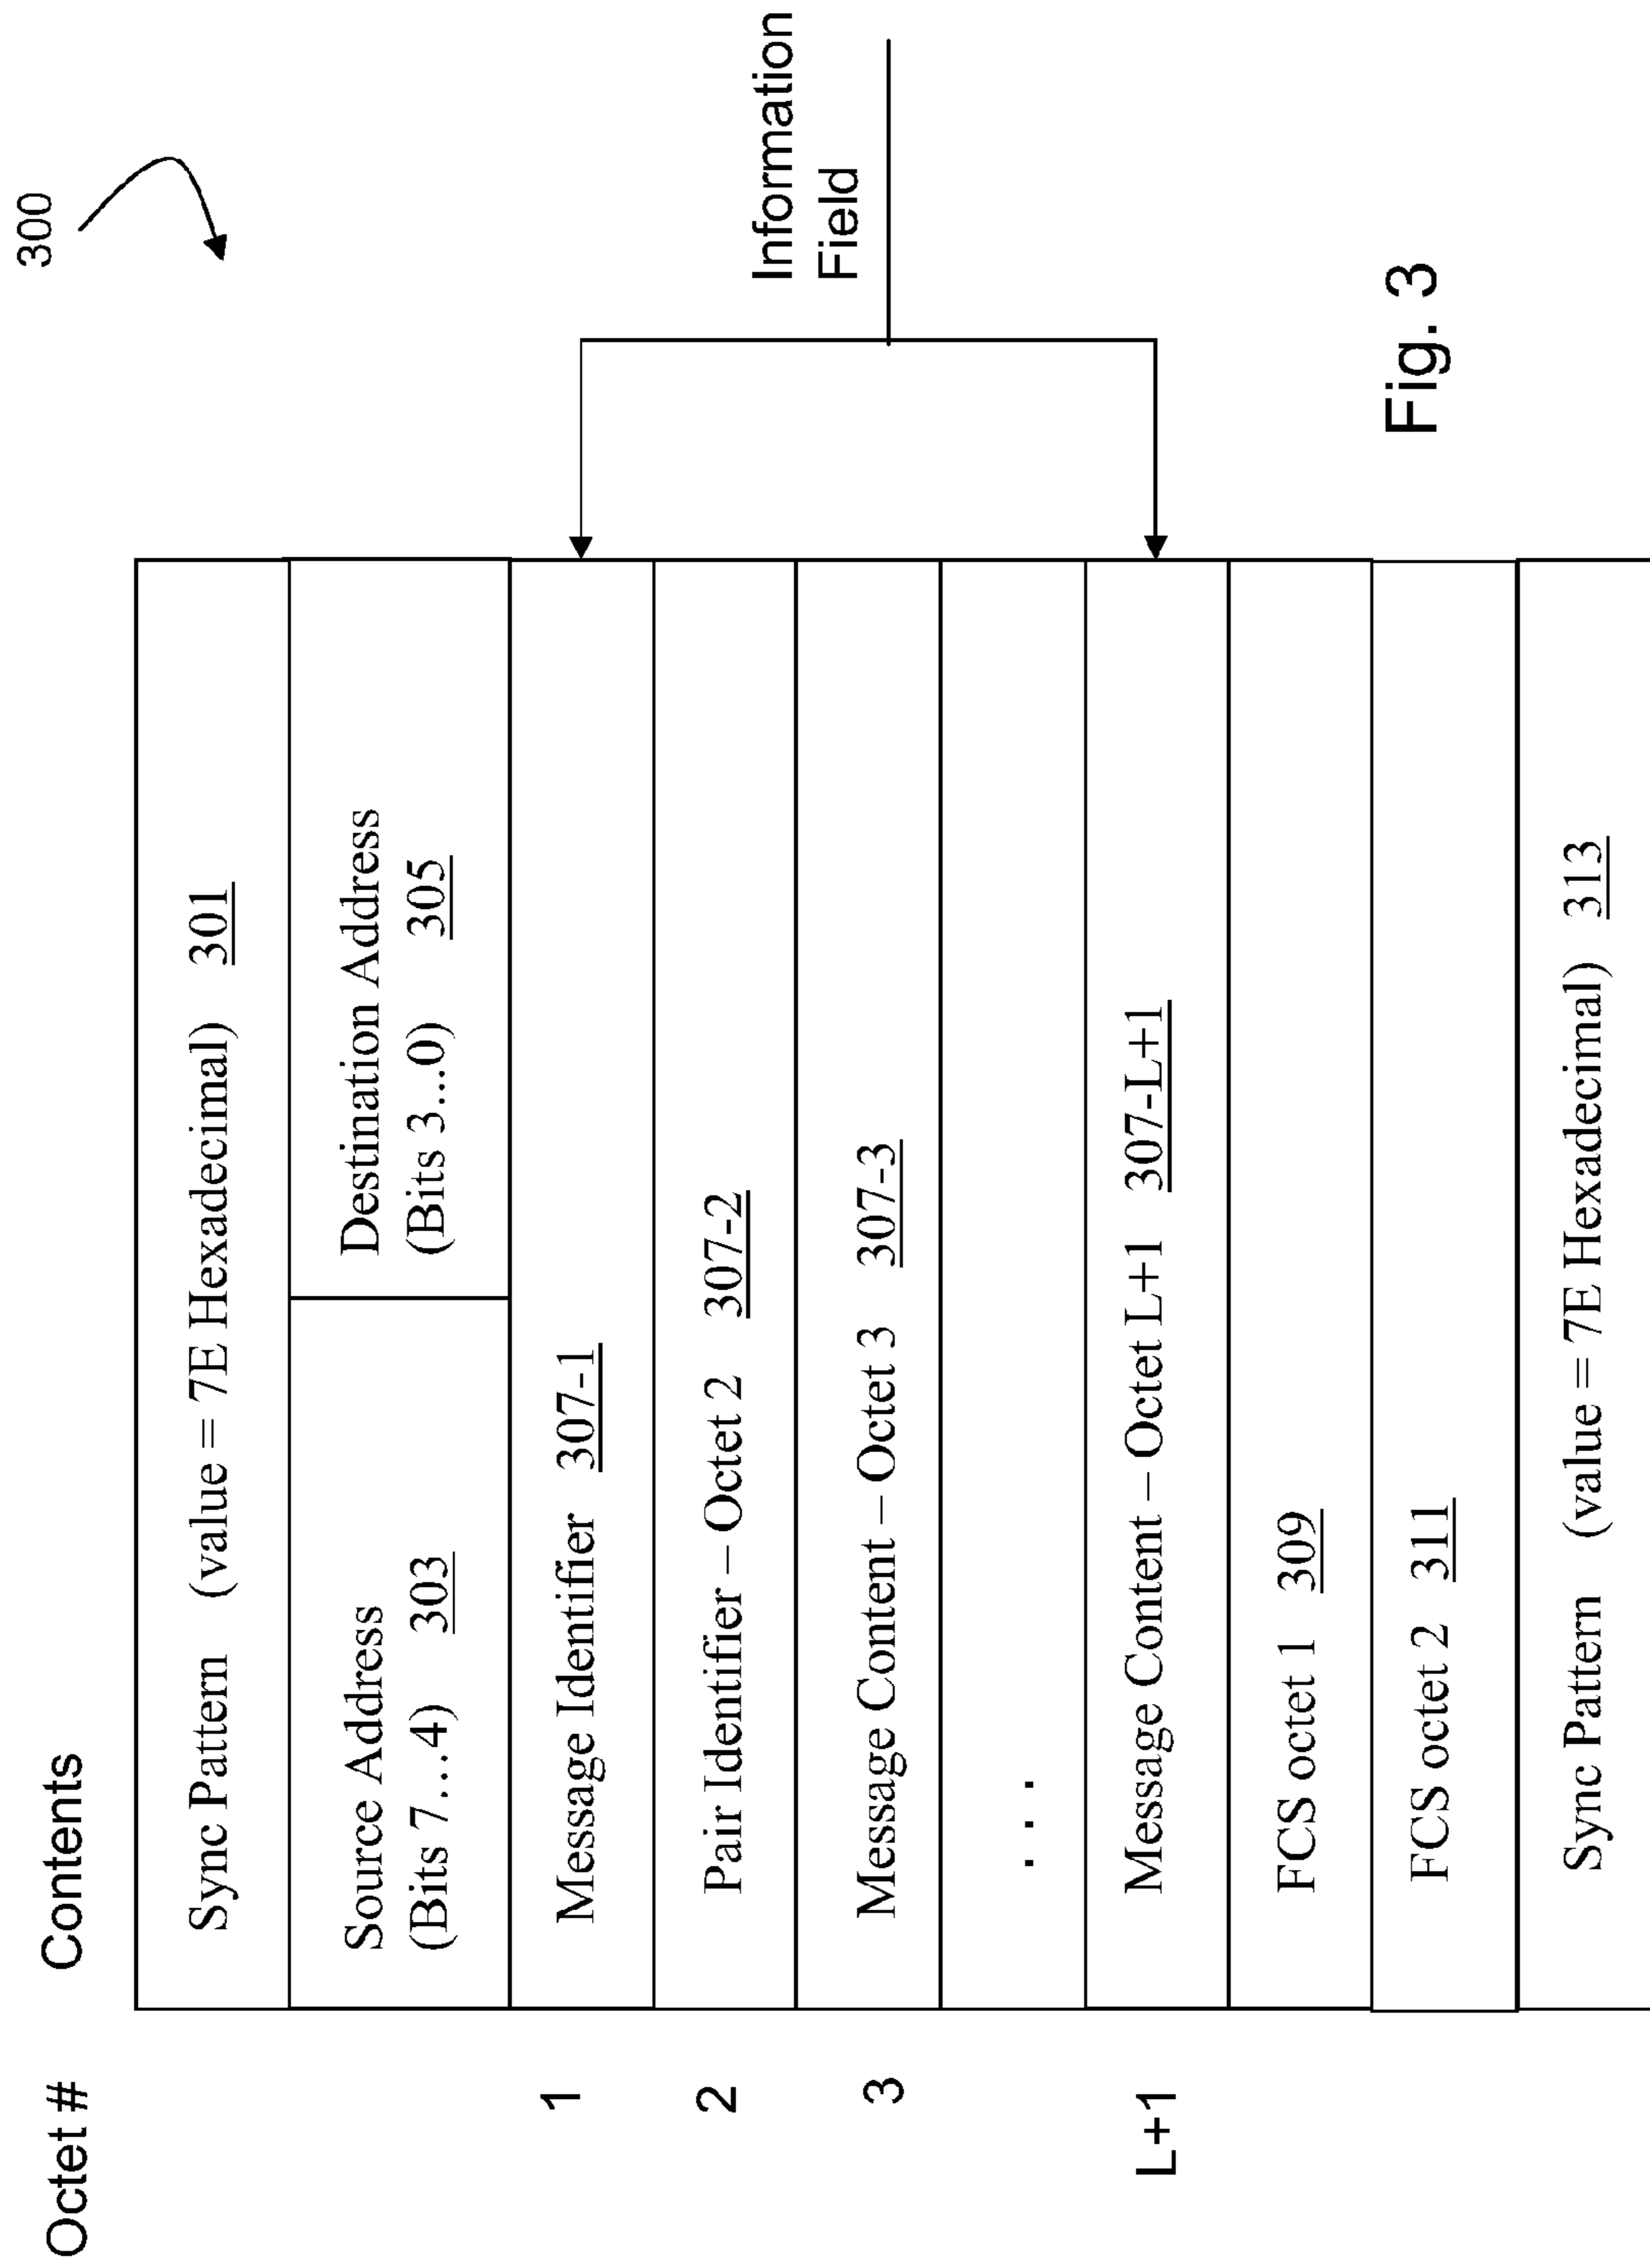 300
Octet # Contents
Sync Pattern (value = 7E Hexadecimal) 301
Source Address
(Bits 7…4) 303
Destination Address
(Bits 3...0) 305
1 Message Identifier 307-1
2 Pair Identifier – Octet 2 307-2
3 Message Content – Octet 3 307-3
. . .
L+1 Message Content – Octet L+1 307-L+1
FCS octet 1 309
FCS octet 2 311
Sync Pattern (value = 7E Hexadecimal) 313
Information
Field
Fig. 3